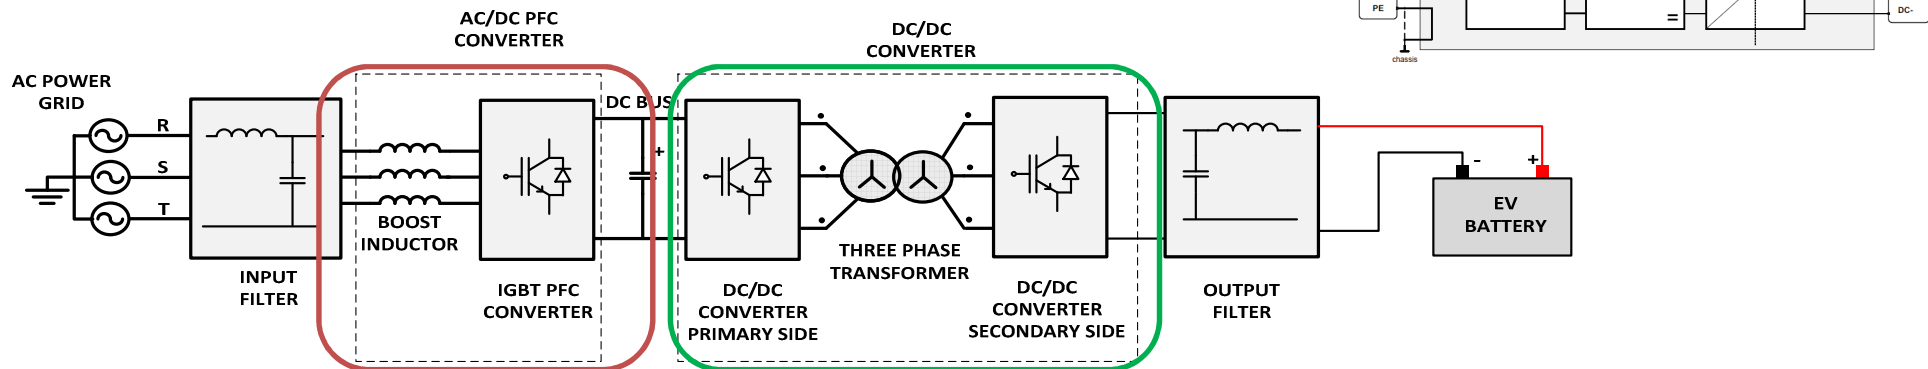 PE
=
DC-
chassis
AC/DC PFC
CONVERTER
DC/DC
CONVERTER
AC POWER
GRID
R
S
T
INPUT
FILTER
BOOST
INDUCTOR
IGBT PFC
CONVERTER
DC BUS
+
DC/DC
CONVERTER
PRIMARY SIDE
THREE PHASE
TRANSFORMER
DC/DC
CONVERTER
SECONDARY SIDE
OUTPUT
FILTER
-
+
EV
BATTERY